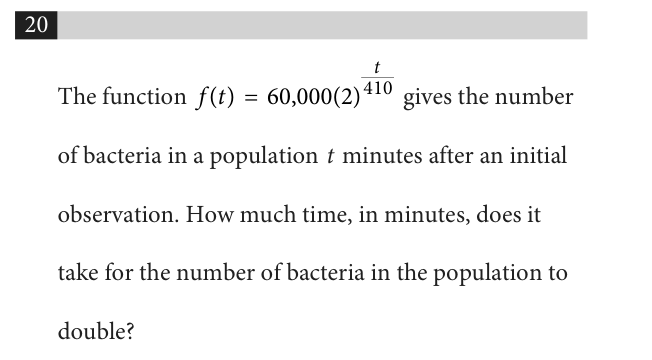 20
The function f(t) = 60,000(2)^(t/410) gives the number
of bacteria in a population t minutes after an initial
observation. How much time, in minutes, does it
take for the number of bacteria in the population to
double?